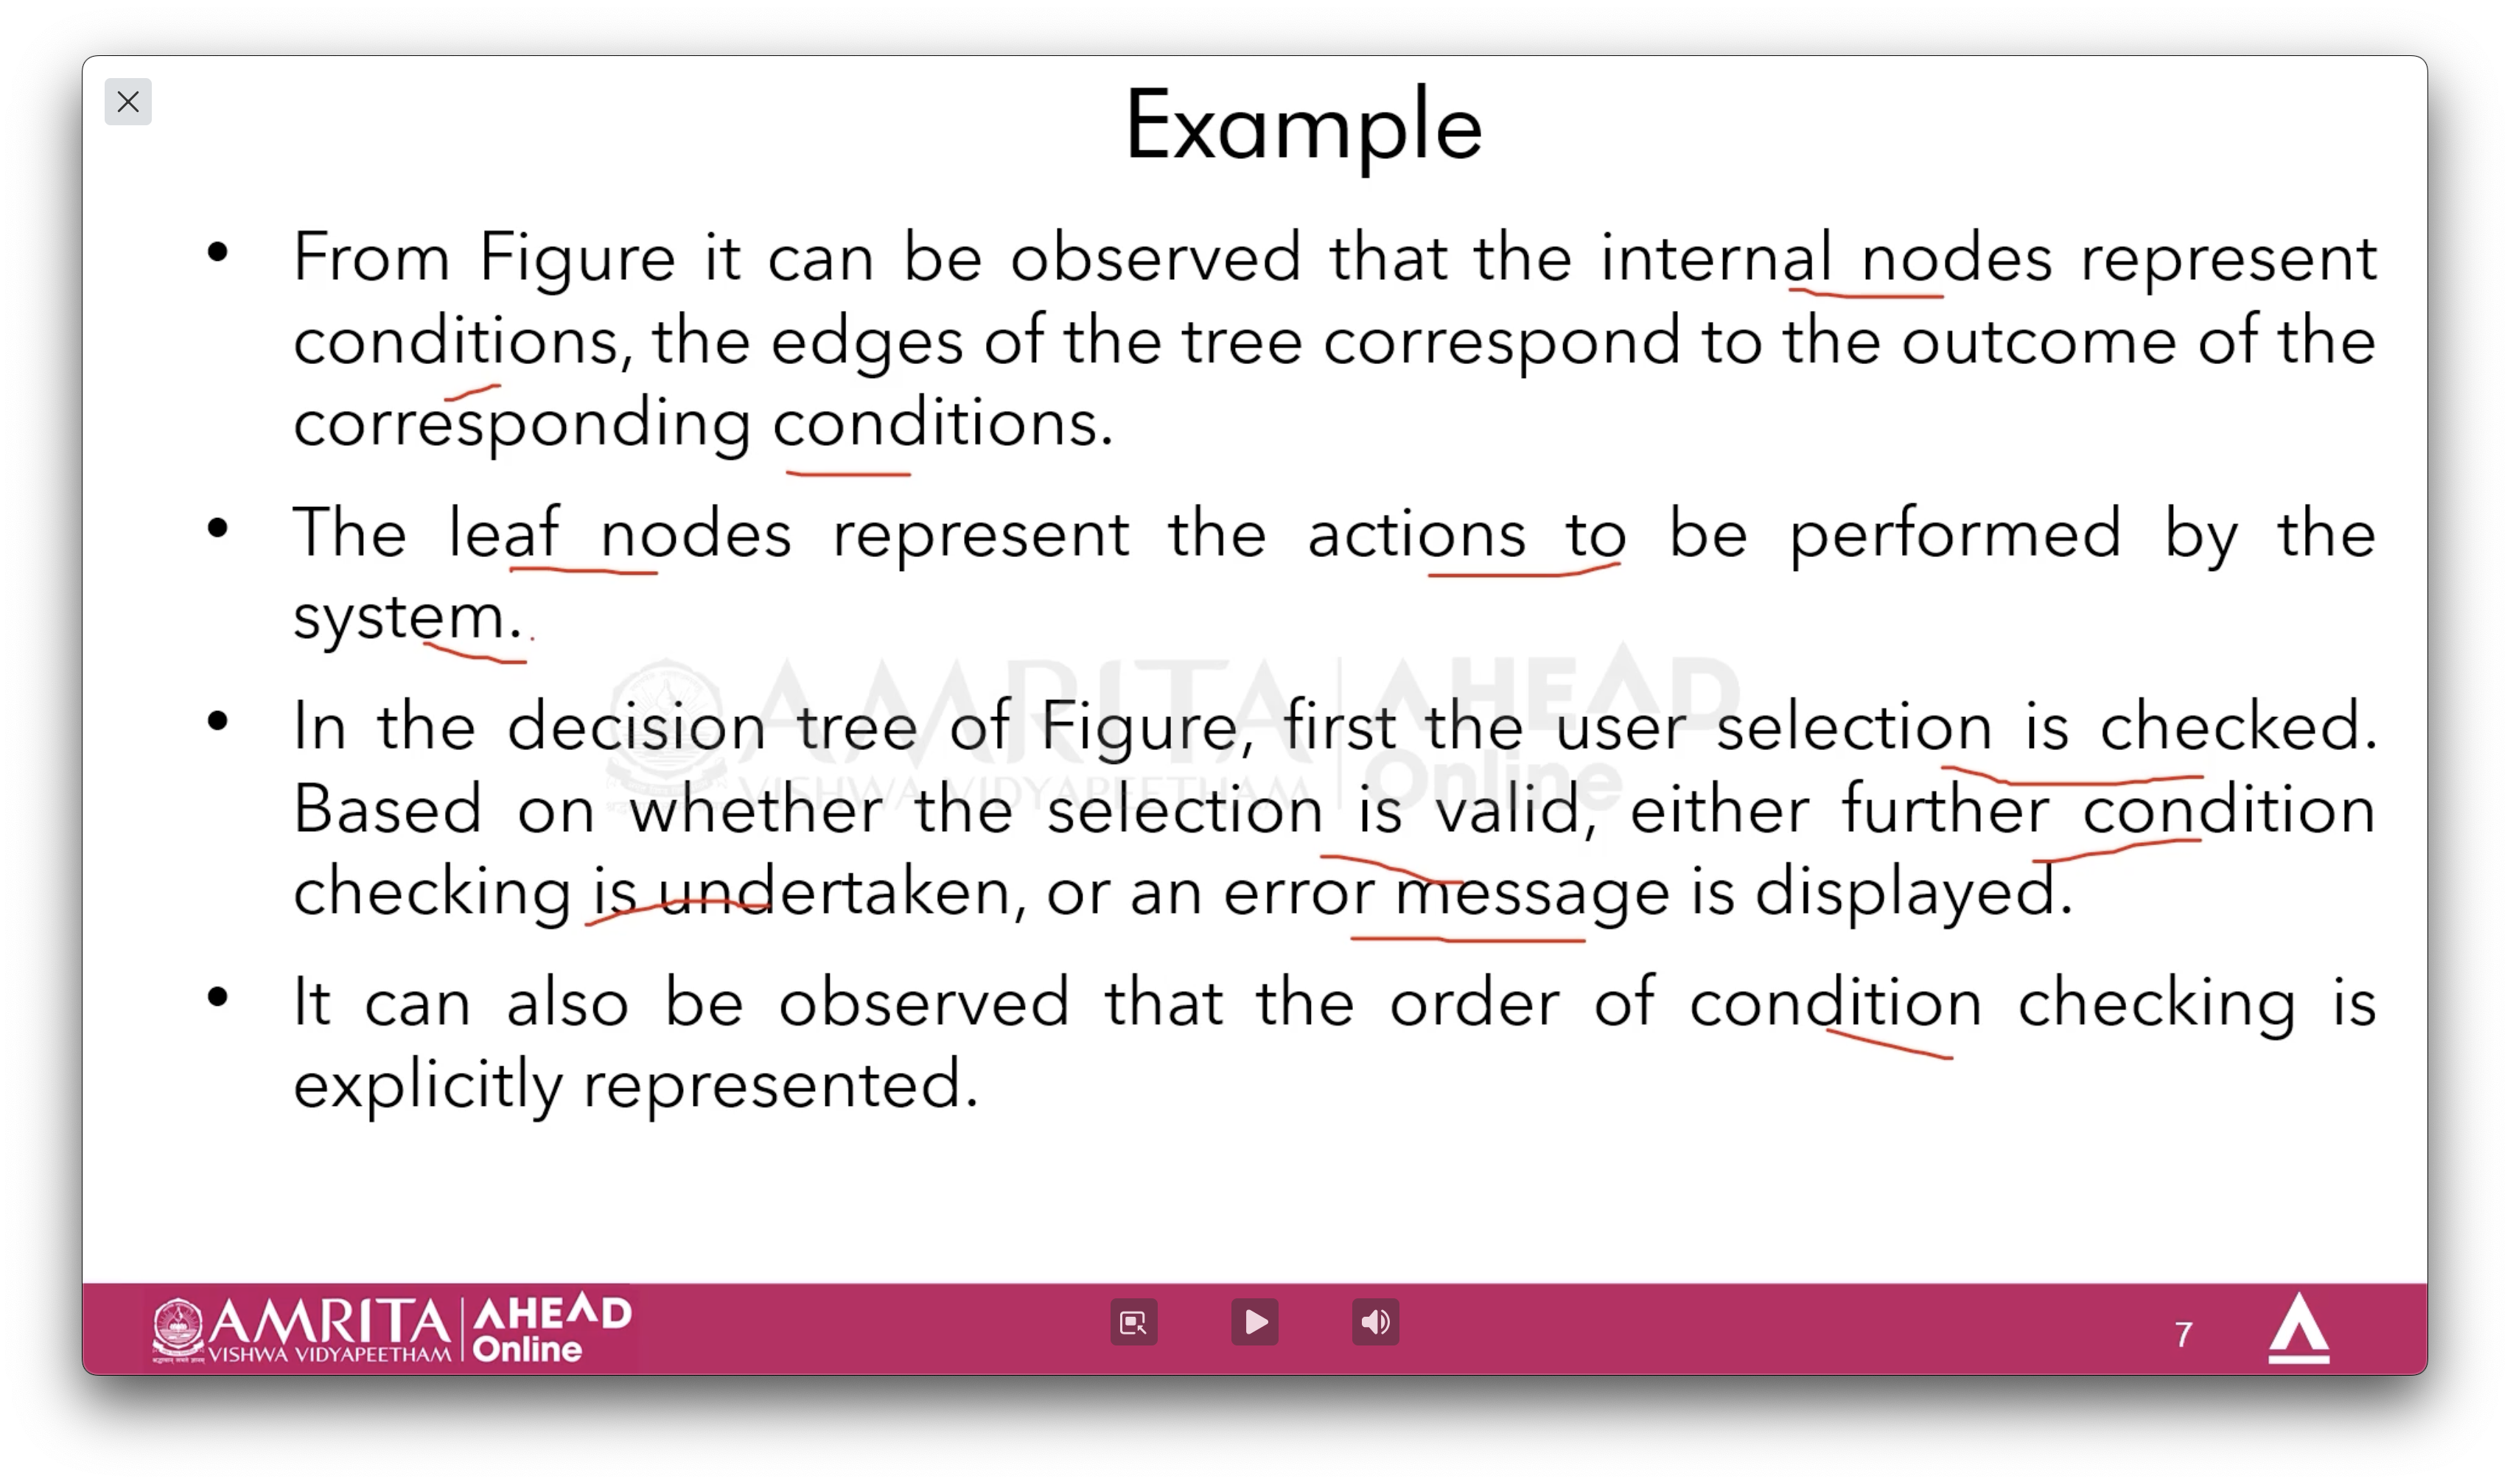 Example
• From Figure it can be observed that the internal nodes represent
conditions, the edges of the tree correspond to the outcome of the
corresponding conditions.
• The leaf nodes represent the actions to be performed by the
system.
• In the decision tree of Figure, first the user selection is checked.
Based on whether the selection is valid, either further condition
checking is undertaken, or an error message is displayed.
• It can also be observed that the order of condition checking is
explicitly represented.
AMRITA AHEAD
VISHWA VIDYAPEETHAM Online
AMRITA AHEAD
VISHWA VIDYAPEETHAM Online
7